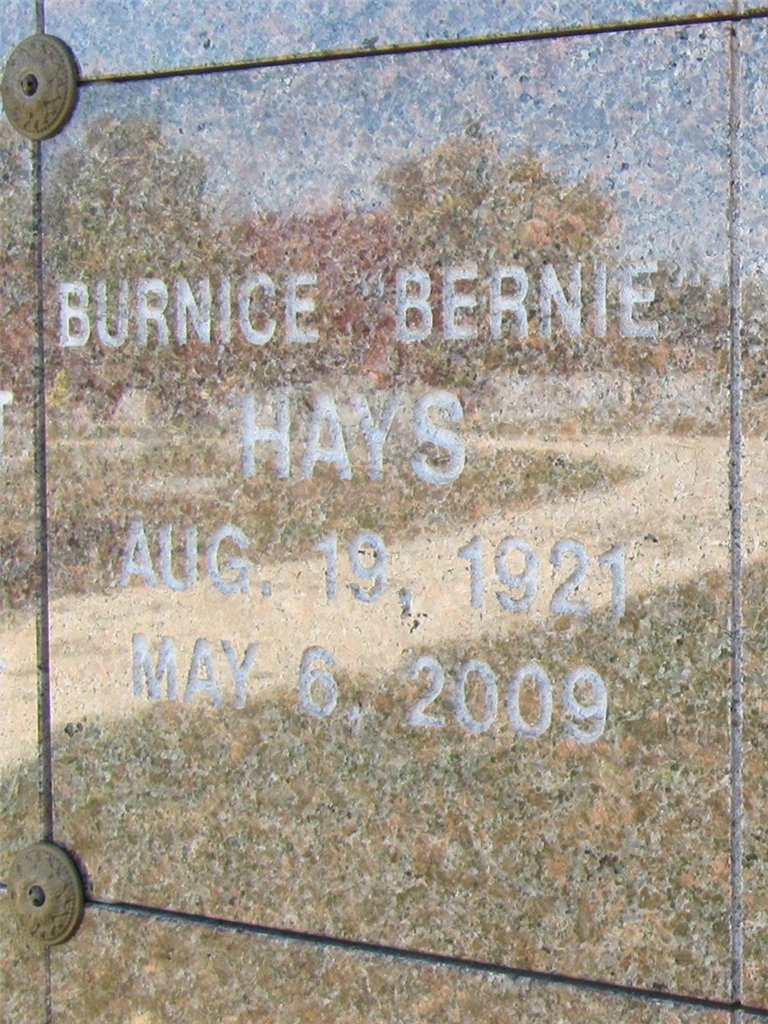 BURNICE "BERNIE"
HAYS
AUG. 19, 1921
MAY 6, 2009